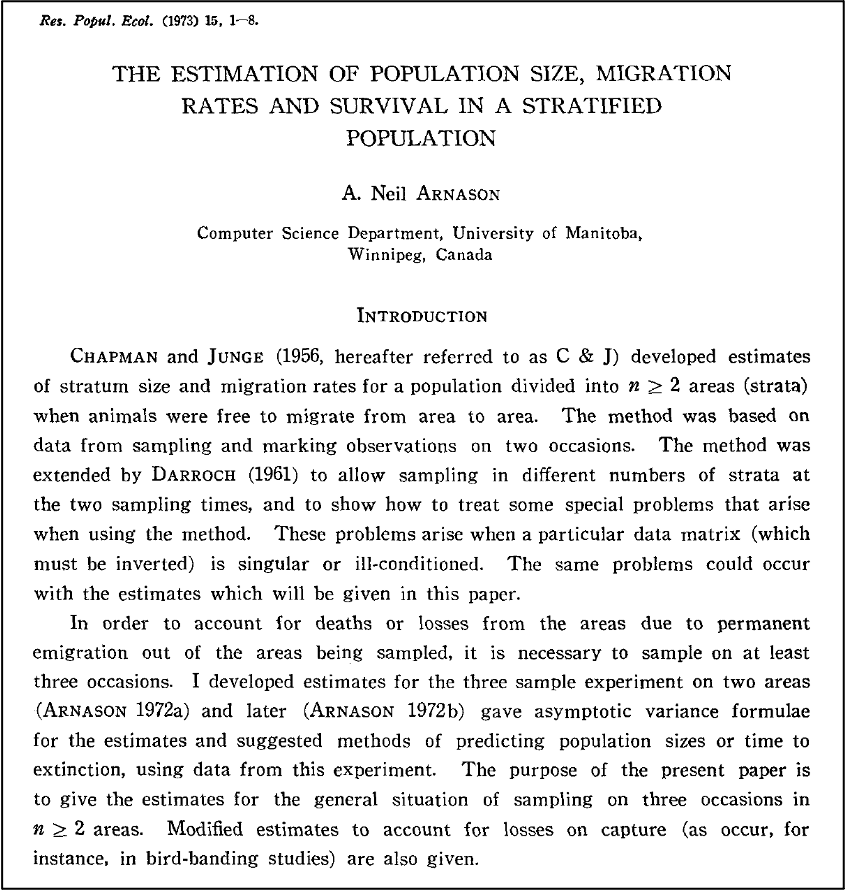 Res. Popul. Ecol. (1973) 15, 1—8.
THE ESTIMATION OF POPULATION SIZE, MIGRATION
RATES AND SURVIVAL IN A STRATIFIED
POPULATION
A. Neil ARNASON
Computer Science Department, University of Manitoba,
Winnipeg, Canada
INTRODUCTION
CHAPMAN and JUNGE (1956, hereafter referred to as C & J) developed estimates
of stratum size and migration rates for a population divided into n ≥ 2 areas (strata)
when animals were free to migrate from area to area. The method was based on
data from sampling and marking observations on two occasions. The method was
extended by DARROCH (1961) to allow sampling in different numbers of strata at
the two sampling times, and to show how to treat some special problems that arise
when using the method. These problems arise when a particular data matrix (which
must be inverted) is singular or ill-conditioned. The same problems could occur
with the estimates which will be given in this paper.
In order to account for deaths or losses from the areas due to permanent
emigration out of the areas being sampled, it is necessary to sample on at least
three occasions. I developed estimates for the three sample experiment on two areas
(ARNASON 1972a) and later (ARNASON 1972b) gave asymptotic variance formulae
for the estimates and suggested methods of predicting population sizes or time to
extinction, using data from this experiment. The purpose of the present paper is
to give the estimates for the general situation of sampling on three occasions in
n ≥ 2 areas. Modified estimates to account for losses on capture (as occur, for
instance, in bird-banding studies) are also given.